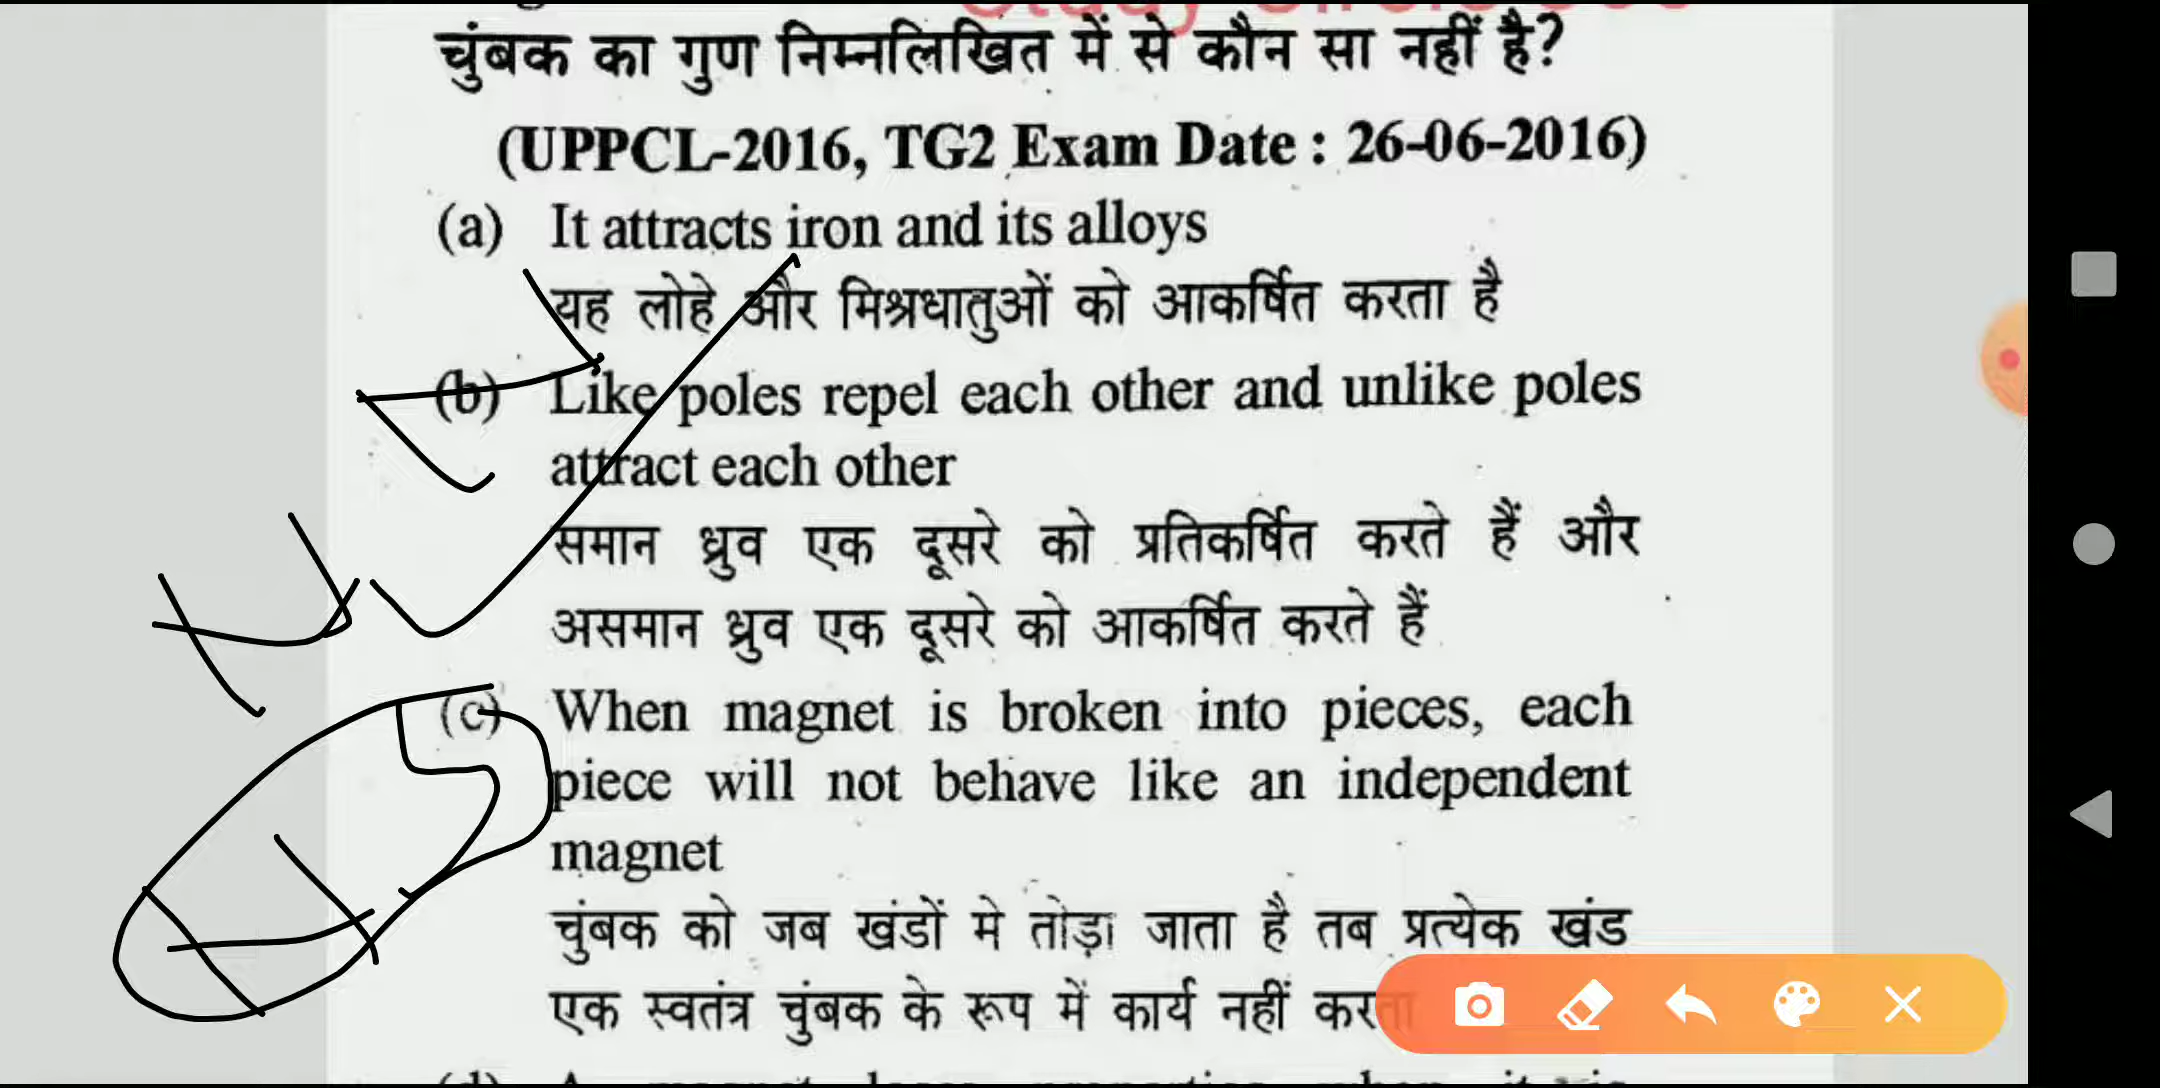 चुंबक का गुण निम्नलिखित में से कौन सा नहीं है?
(UPPCL-2016, TG2 Exam Date : 26-06-2016)
(a) It attracts iron and its alloys
यह लोहे और मिश्रधातुओं को आकर्षित करता है
(b) Like poles repel each other and unlike poles
attract each other
समान ध्रुव एक दूसरे को प्रतिकर्षित करते हैं और
असमान ध्रुव एक दूसरे को आकर्षित करते हैं
(c) When magnet is broken into pieces, each
piece will not behave like an independent
magnet
चुंबक को जब खंडों मे तोड़ा जाता है तब प्रत्येक खंड
एक स्वतंत्र चुंबक के रूप में कार्य नहीं करता